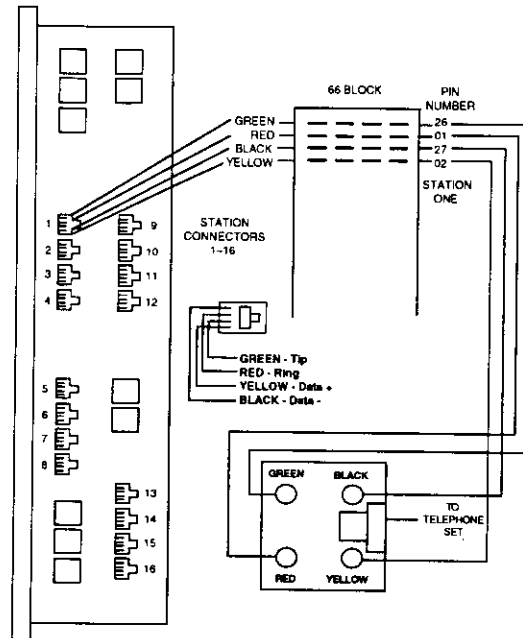 66 BLOCK
PIN
NUMBER
GREEN
26
RED
01
BLACK
27
YELLOW
02
STATION
ONE
1
2
3
4
9
10
11
12
STATION
CONNECTORS
1-16
GREEN - Tip
RED - Ring
YELLOW - Data +
BLACK - Data -
5
6
7
8
13
14
15
16
GREEN
BLACK
TO
TELEPHONE
SET
RED
YELLOW